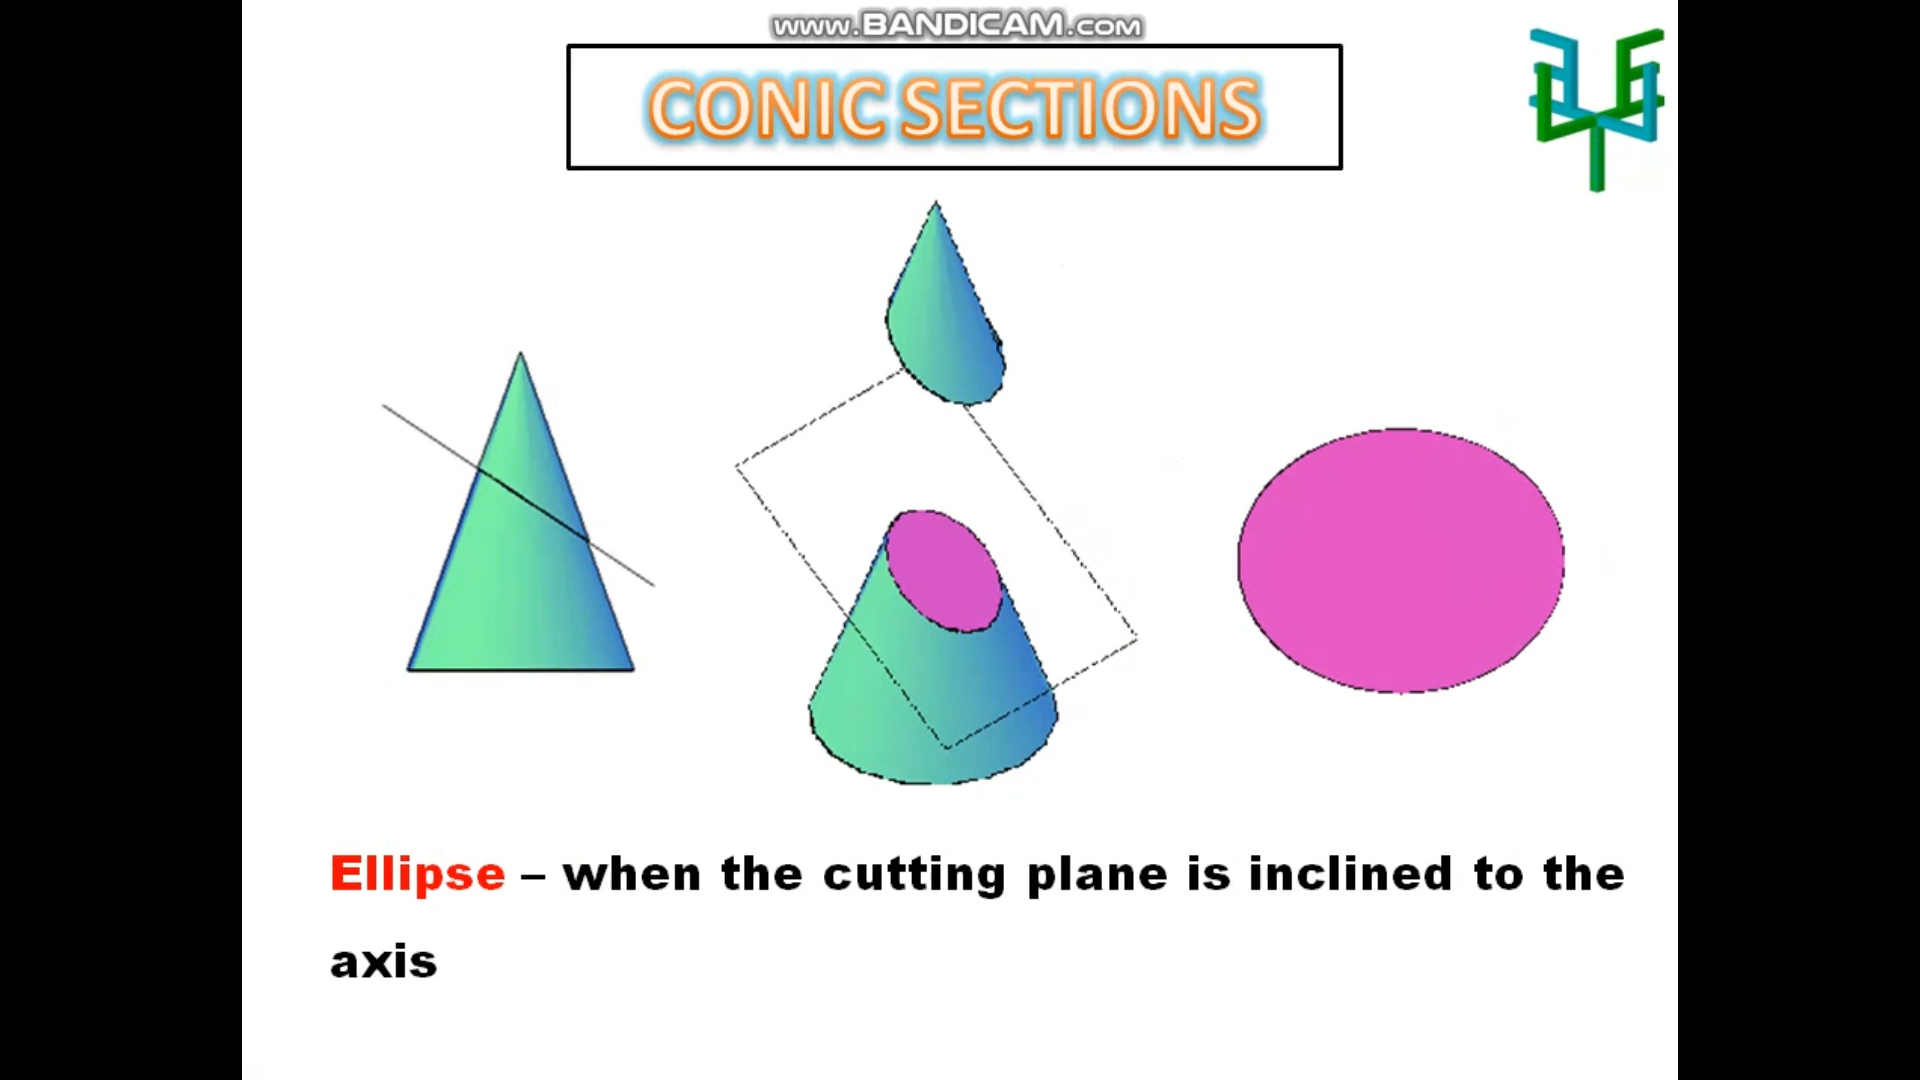 www.BANDICAM.com
CONIC SECTIONS
Ellipse – when the cutting plane is inclined to the
axis